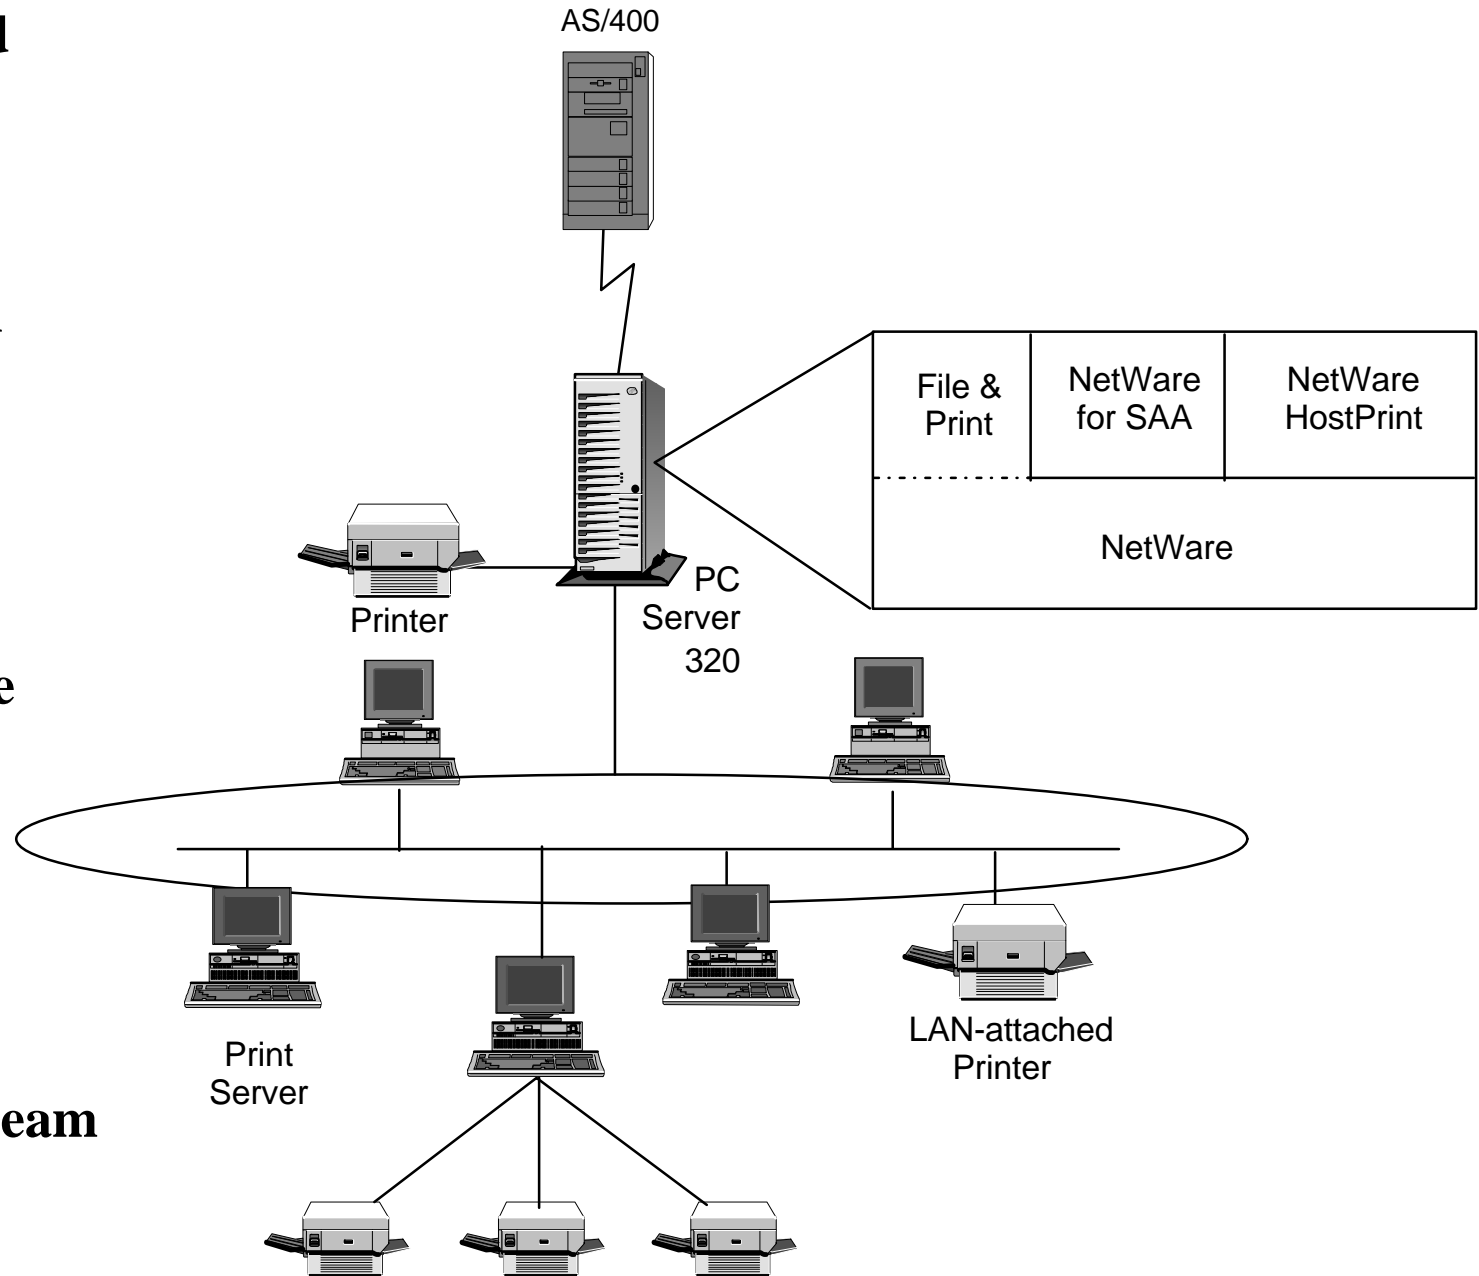 AS/400
File &
Print
NetWare
for SAA
NetWare
HostPrint
NetWare
PC
Server
320
Printer
e
LAN-attached
Printer
Print
Server
eam